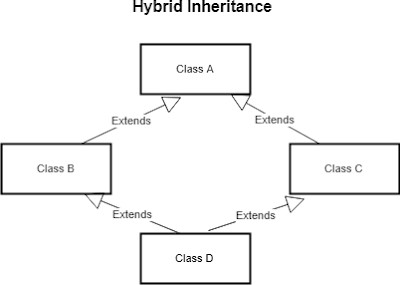 Hybrid Inheritance
Class A
Extends
Extends
Class B
Class C
Extends
Extends
Class D